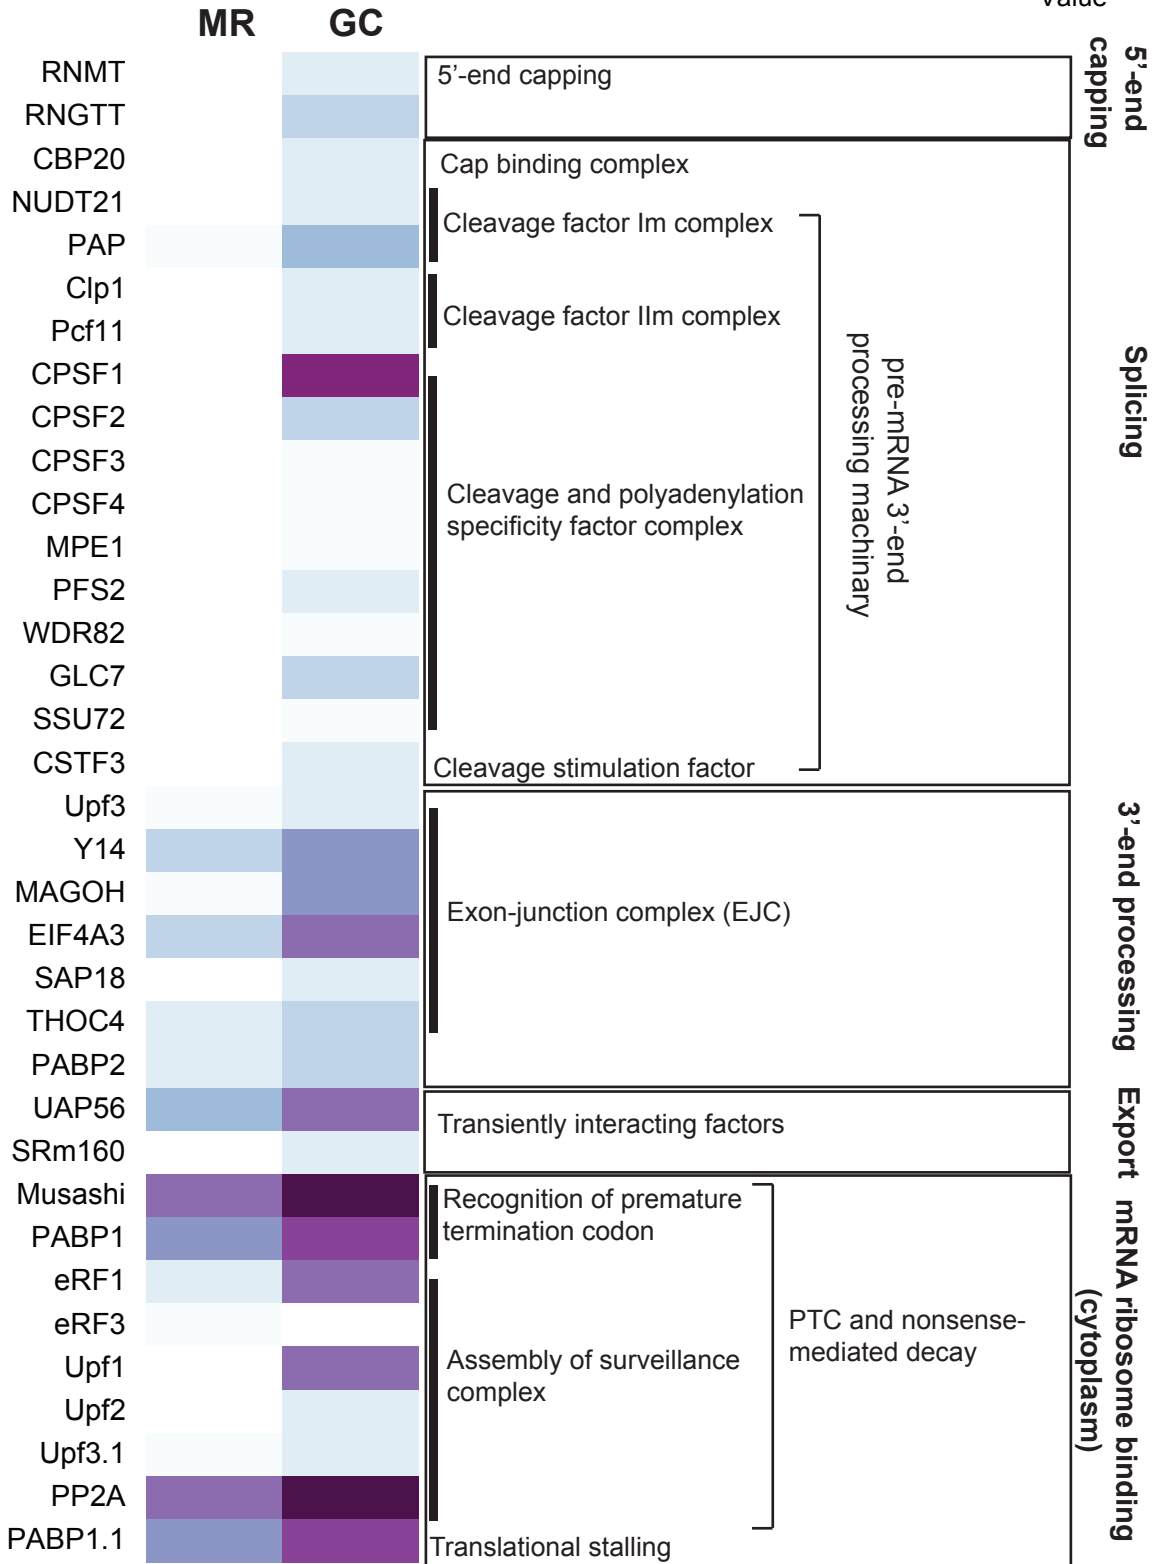 Value
MR GC
RNMT
RNGTT
CBP20
NUDT21
PAP
Clp1
Pcf11
CPSF1
CPSF2
CPSF3
CPSF4
MPE1
PFS2
WDR82
GLC7
SSU72
CSTF3
Upf3
Y14
MAGOH
EIF4A3
SAP18
THOC4
PABP2
UAP56
SRm160
Musashi
PABP1
eRF1
eRF3
Upf1
Upf2
Upf3.1
PP2A
PABP1.1
5’-end capping
Cap binding complex
Cleavage factor Im complex
Cleavage factor IIm complex
Cleavage and polyadenylation
specificity factor complex
Cleavage stimulation factor
pre-mRNA 3’-end
processing machinary
Exon-junction complex (EJC)
Transiently interacting factors
Recognition of premature
termination codon
Assembly of surveillance
complex
PTC and nonsense-
mediated decay
Translational stalling
5’-end
capping
Splicing
3’-end processing
Export
mRNA ribosome binding
(cytoplasm)